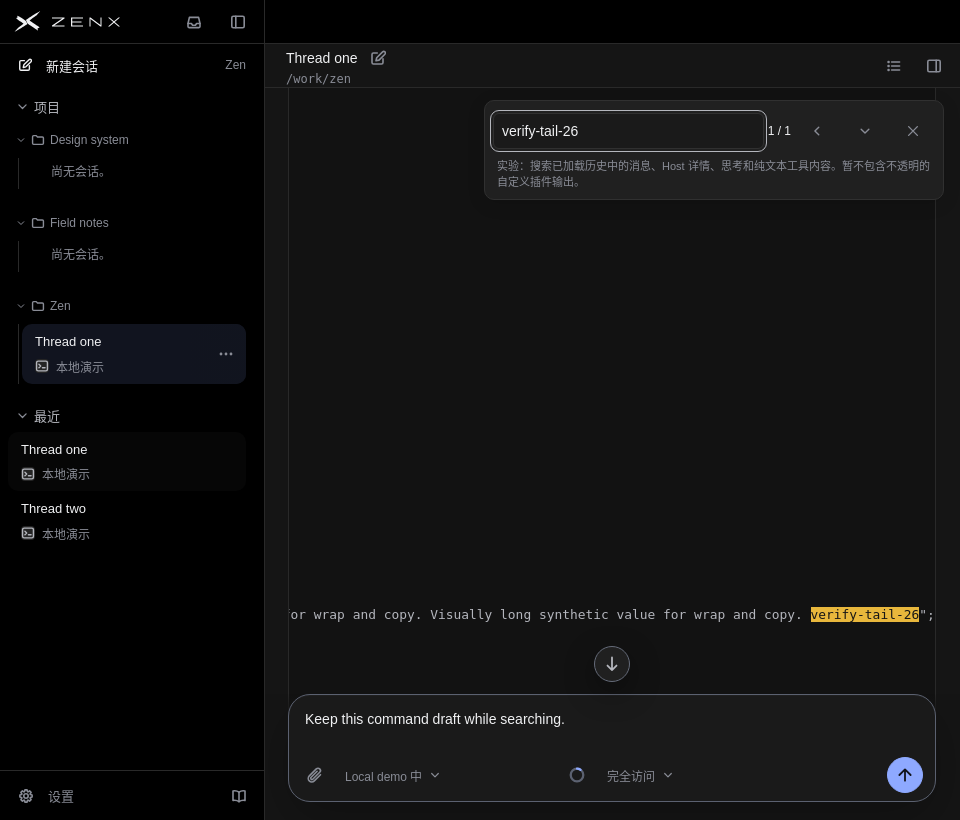 ZENX
新建会话
Zen
项目
Design system
尚无会话。
Field notes
尚无会话。
Zen
Thread one
本地演示
最近
Thread one
本地演示
Thread two
本地演示
设置
Thread one
/work/zen
verify-tail-26
1 / 1
实验：搜索已加载历史中的消息、Host 详情、思考和纯文本工具内容。暂不包含不透明的
自定义插件输出。
for wrap and copy. Visually long synthetic value for wrap and copy. verify-tail-26";
Keep this command draft while searching.
Local demo 中
完全访问